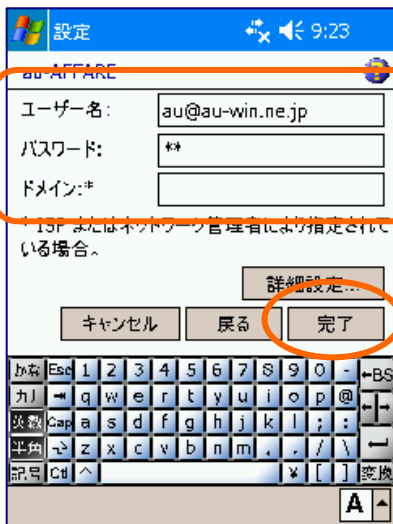 設定 9:23
au-AFFARE
ユーザー名: au@au-win.ne.jp
パスワード: **
ドメイン:*
* ISP またはネットワーク管理者により指定されて
いる場合。
詳細設定...
キャンセル 戻る 完了
かな Esc 1 2 3 4 5 6 7 8 9 0 - ←BS
カナ q w e r t y u i o p @
英数 Cap a s d f g h j k l ; :
半角 z x c v b n m , . / \
記号 Ctl ^ ¥ [ ] 変換
A